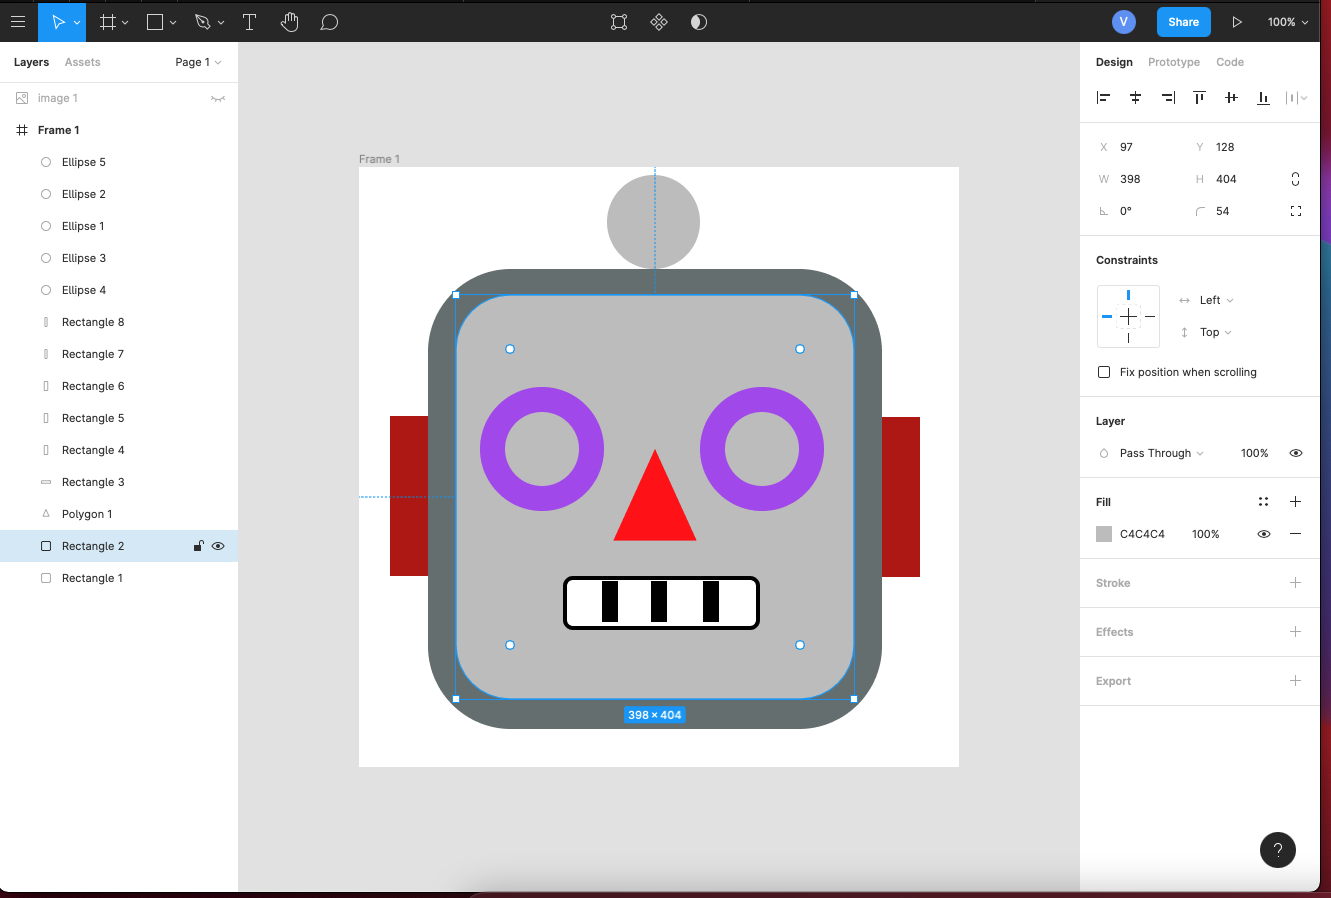 V
Share
100%
Layers
Assets
Page 1
image 1
Frame 1
Ellipse 5
Ellipse 2
Ellipse 1
Ellipse 3
Ellipse 4
Rectangle 8
Rectangle 7
Rectangle 6
Rectangle 5
Rectangle 4
Rectangle 3
Polygon 1
Rectangle 2
Rectangle 1
Frame 1
398 × 404
Design
Prototype
Code
X 97 Y 128
W 398 H 404
0° 54
Constraints
Left
Top
Fix position when scrolling
Layer
Pass Through 100%
Fill
C4C4C4 100%
Stroke
Effects
Export
?